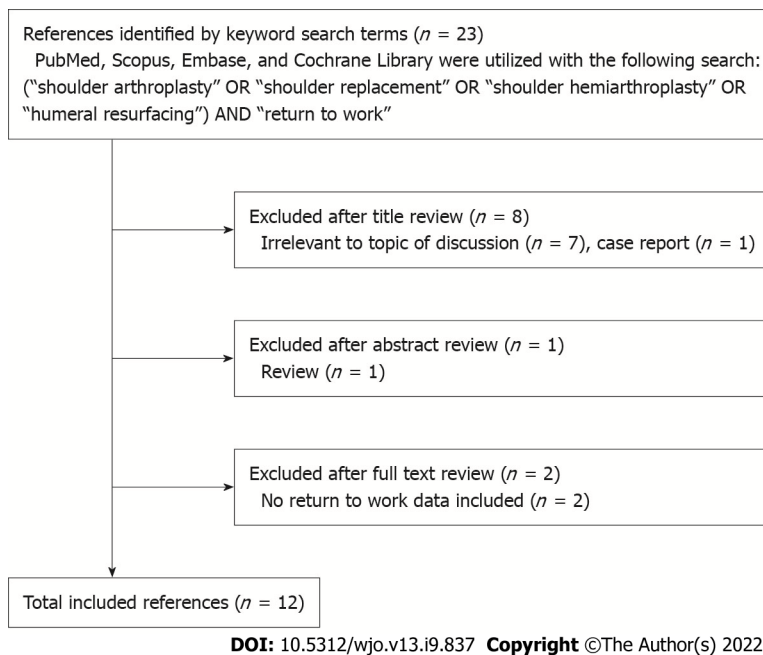 References identified by keyword search terms (n = 23)
PubMed, Scopus, Embase, and Cochrane Library were utilized with the following search:
(“shoulder arthroplasty” OR “shoulder replacement” OR “shoulder hemiarthroplasty” OR
“humeral resurfacing”) AND “return to work”
Excluded after title review (n = 8)
Irrelevant to topic of discussion (n = 7), case report (n = 1)
Excluded after abstract review (n = 1)
Review (n = 1)
Excluded after full text review (n = 2)
No return to work data included (n = 2)
Total included references (n = 12)
DOI: 10.5312/wjo.v13.i9.837 Copyright ©The Author(s) 2022